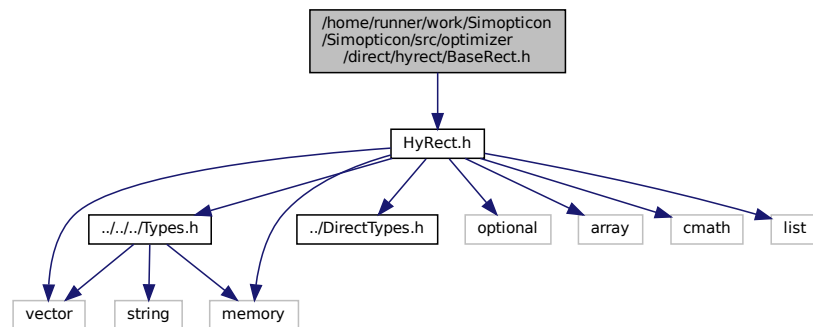 /home/runner/work/Simopticon
/Simopticon/src/optimizer
/direct/hyrect/BaseRect.h
HyRect.h
../../../Types.h
../DirectTypes.h
optional
array
cmath
list
vector
string
memory